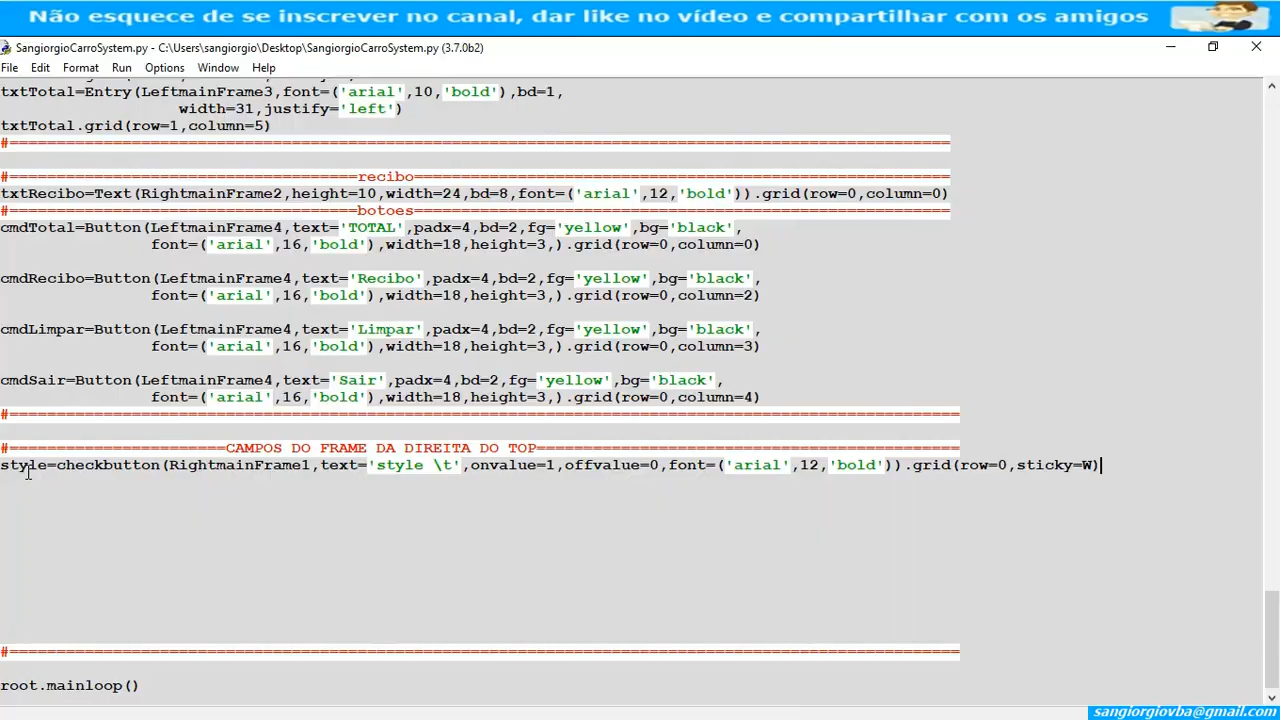 Não esquece de se inscrever no canal, dar like no vídeo e compartilhar com os amigos
SangiorgioCarroSystem.py - C:\Users\sangiorgio\Desktop\SangiorgioCarroSystem.py (3.7.0b2)
File Edit Format Run Options Window Help
txtTotal=Entry(LeftmainFrame3,font=('arial',10,'bold'),bd=1,
width=31,justify='left')
txtTotal.grid(row=1,column=5)
#====================================================================================================
#=====================================recibo=========================================================
txtRecibo=Text(RightmainFrame2,height=10,width=24,bd=8,font=('arial',12,'bold')).grid(row=0,column=0)
#=====================================botoes=========================================================
cmdTotal=Button(LeftmainFrame4,text='TOTAL',padx=4,bd=2,fg='yellow',bg='black',
font=('arial',16,'bold'),width=18,height=3,).grid(row=0,column=0)
cmdRecibo=Button(LeftmainFrame4,text='Recibo',padx=4,bd=2,fg='yellow',bg='black',
font=('arial',16,'bold'),width=18,height=3,).grid(row=0,column=2)
cmdLimpar=Button(LeftmainFrame4,text='Limpar',padx=4,bd=2,fg='yellow',bg='black',
font=('arial',16,'bold'),width=18,height=3,).grid(row=0,column=3)
cmdSair=Button(LeftmainFrame4,text='Sair',padx=4,bd=2,fg='yellow',bg='black',
font=('arial',16,'bold'),width=18,height=3,).grid(row=0,column=4)
#=====================================================================================================
#=======================CAMPOS DO FRAME DA DIREITA DO TOP=============================================
style=checkbutton(RightmainFrame1,text='style \t',onvalue=1,offvalue=0,font=('arial',12,'bold')).grid(row=0,sticky=W)
#=====================================================================================================
root.mainloop()
sangiorgiovba@gmail.com